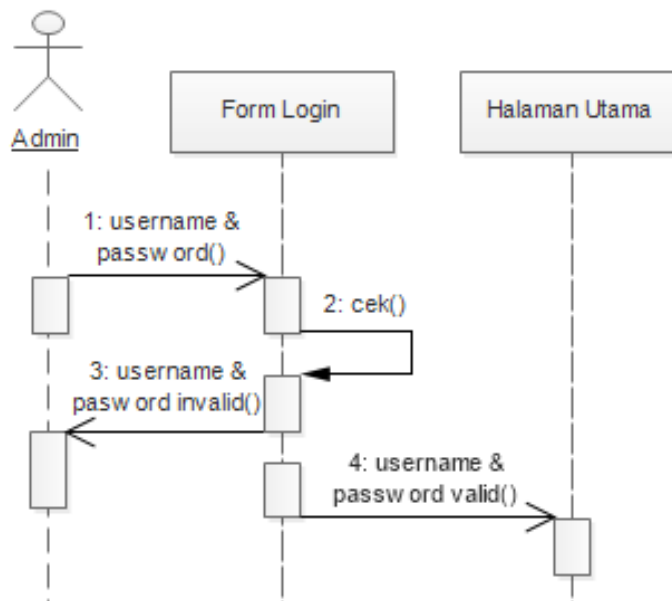 Admin
Form Login
Halaman Utama
1: username &
passw ord()
2: cek()
3: username &
pasw ord invalid()
4: username &
passw ord valid()